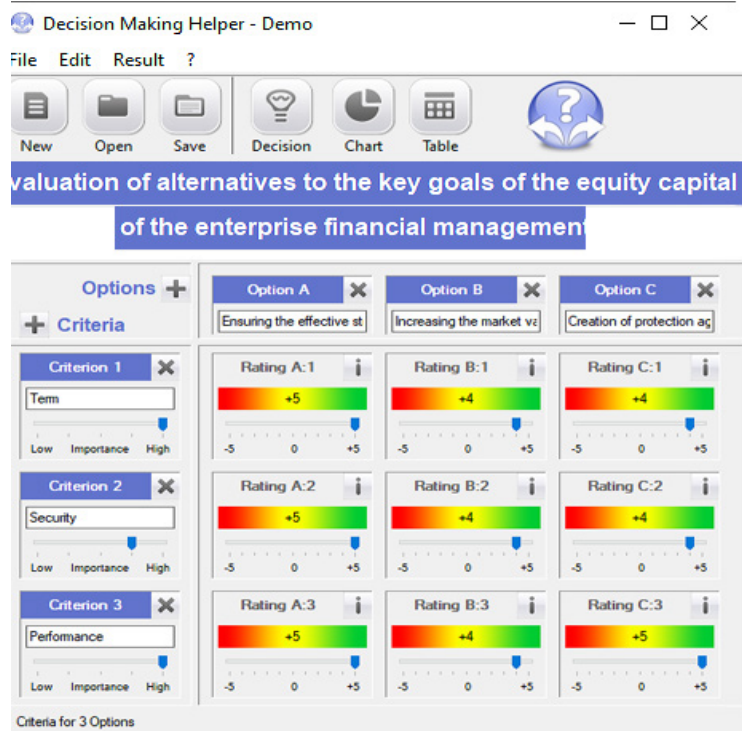 Decision Making Helper - Demo
File Edit Result ?
New Open Save Decision Chart Table
valuation of alternatives to the key goals of the equity capital
of the enterprise financial management
Options Option A Option B Option C
Criteria Ensuring the effective st Increasing the market va Creation of protection ag
Criterion 1 Rating A:1 i Rating B:1 i Rating C:1 i
Term +5 +4 +4
Low Importance High -5 0 +5 -5 0 +5 -5 0 +5
Criterion 2 Rating A:2 i Rating B:2 i Rating C:2 i
Security +5 +4 +4
Low Importance High -5 0 +5 -5 0 +5 -5 0 +5
Criterion 3 Rating A:3 i Rating B:3 i Rating C:3 i
Performance +5 +4 +5
Low Importance High -5 0 +5 -5 0 +5 -5 0 +5
Criteria for 3 Options